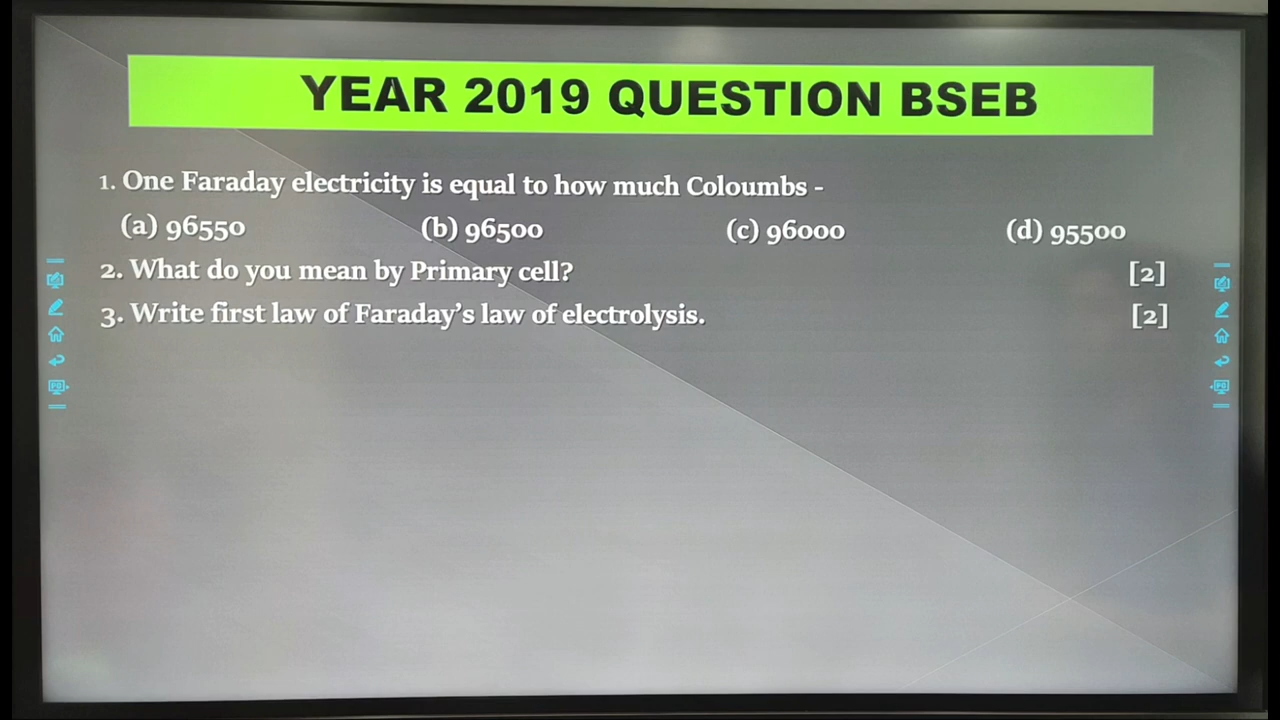 YEAR 2019 QUESTION BSEB
1. One Faraday electricity is equal to how much Coloumbs -
(a) 96550 (b) 96500 (c) 96000 (d) 95500
2. What do you mean by Primary cell? [2]
3. Write first law of Faraday's law of electrolysis. [2]